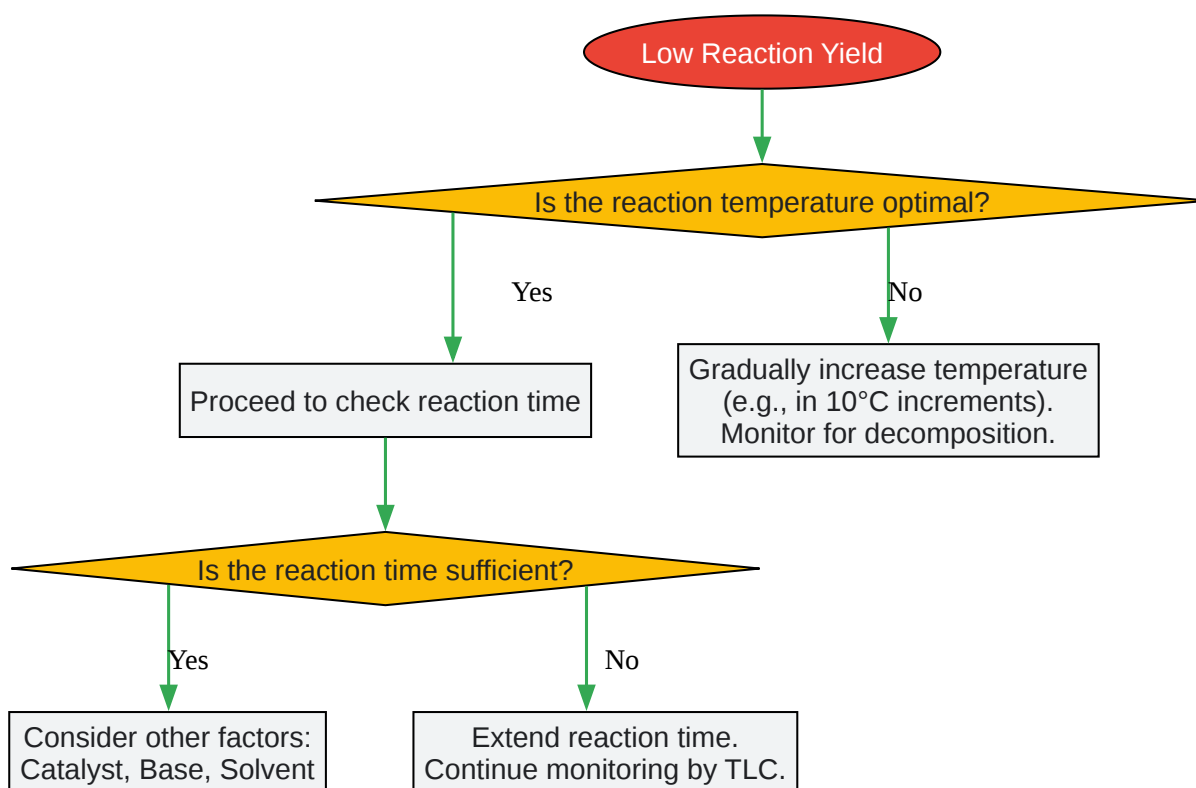 Low Reaction Yield
Is the reaction temperature optimal?
Yes
No
Proceed to check reaction time
Gradually increase temperature
(e.g., in 10°C increments).
Monitor for decomposition.
Is the reaction time sufficient?
Yes
No
Consider other factors:
Catalyst, Base, Solvent
Extend reaction time.
Continue monitoring by TLC.